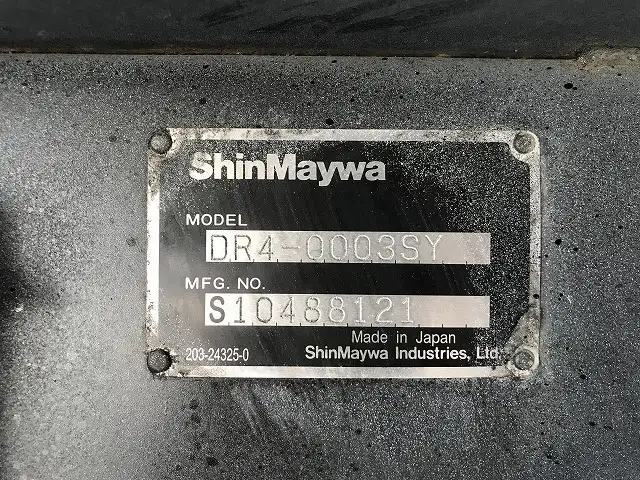 ShinMaywa
MODEL
DR4-0003SY
MFG. NO.
S10488121
Made in Japan
203-24325-0
ShinMaywa Industries, Ltd.